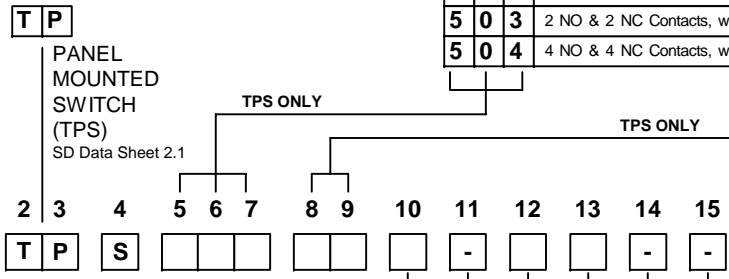 T P
PANEL
MOUNTED
SWITCH
(TPS)
SD Data Sheet 2.1
5 0 3 2 NO & 2 NC Contacts,
5 0 4 4 NO & 4 NC Contacts,
TPS ONLY
TPS ONLY
2 3 4 5 6 7 8 9 10 11 12 13 14 15
T P S - - -